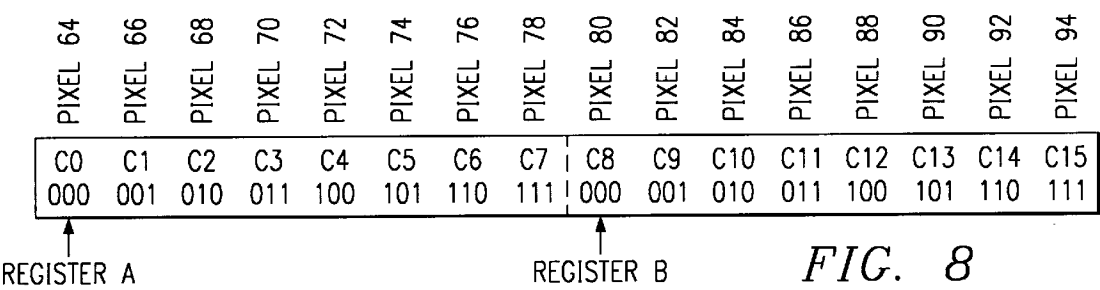 PIXEL 64 PIXEL 66 PIXEL 68 PIXEL 70 PIXEL 72 PIXEL 74 PIXEL 76 PIXEL 78 PIXEL 80 PIXEL 82 PIXEL 84 PIXEL 86 PIXEL 88 PIXEL 90 PIXEL 92 PIXEL 94
C0 C1 C2 C3 C4 C5 C6 C7 C8 C9 C10 C11 C12 C13 C14 C15
000 001 010 011 100 101 110 111 000 001 010 011 100 101 110 111
REGISTER A REGISTER B FIG. 8